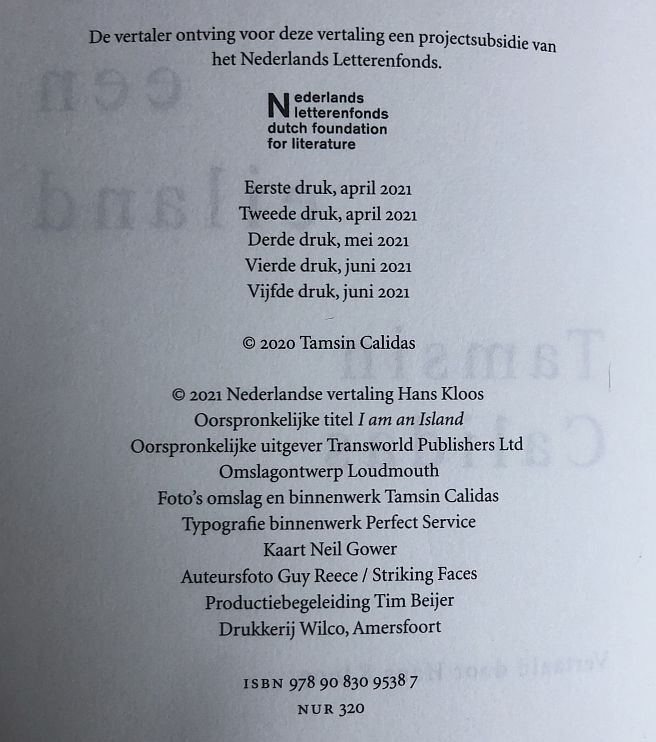 De vertaler ontving voor deze vertaling een projectsubsidie van
het Nederlands Letterenfonds.
Nederlands
letterenfonds
dutch foundation
for literature
Eerste druk, april 2021
Tweede druk, april 2021
Derde druk, mei 2021
Vierde druk, juni 2021
Vijfde druk, juni 2021
© 2020 Tamsin Calidas
© 2021 Nederlandse vertaling Hans Kloos
Oorspronkelijke titel I am an Island
Oorspronkelijke uitgever Transworld Publishers Ltd
Omslagontwerp Loudmouth
Foto's omslag en binnenwerk Tamsin Calidas
Typografie binnenwerk Perfect Service
Kaart Neil Gower
Auteursfoto Guy Reece / Striking Faces
Productiebegeleiding Tim Beijer
Drukkerij Wilco, Amersfoort
ISBN 978 90 830 9538 7
NUR 320